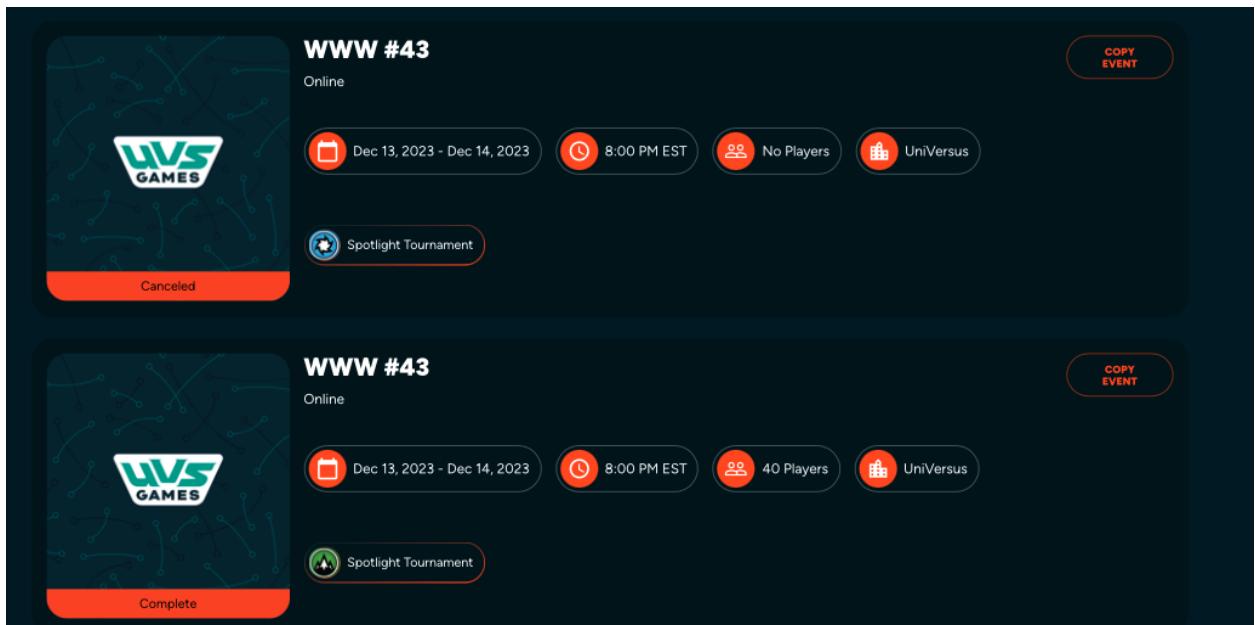 WWW #43
COPY
EVENT
Online
UVS
GAMES
Dec 13, 2023 - Dec 14, 2023
8:00 PM EST
No Players
UniVersus
Spotlight Tournament
Canceled
WWW #43
COPY
EVENT
Online
UVS
GAMES
Dec 13, 2023 - Dec 14, 2023
8:00 PM EST
40 Players
UniVersus
Spotlight Tournament
Complete